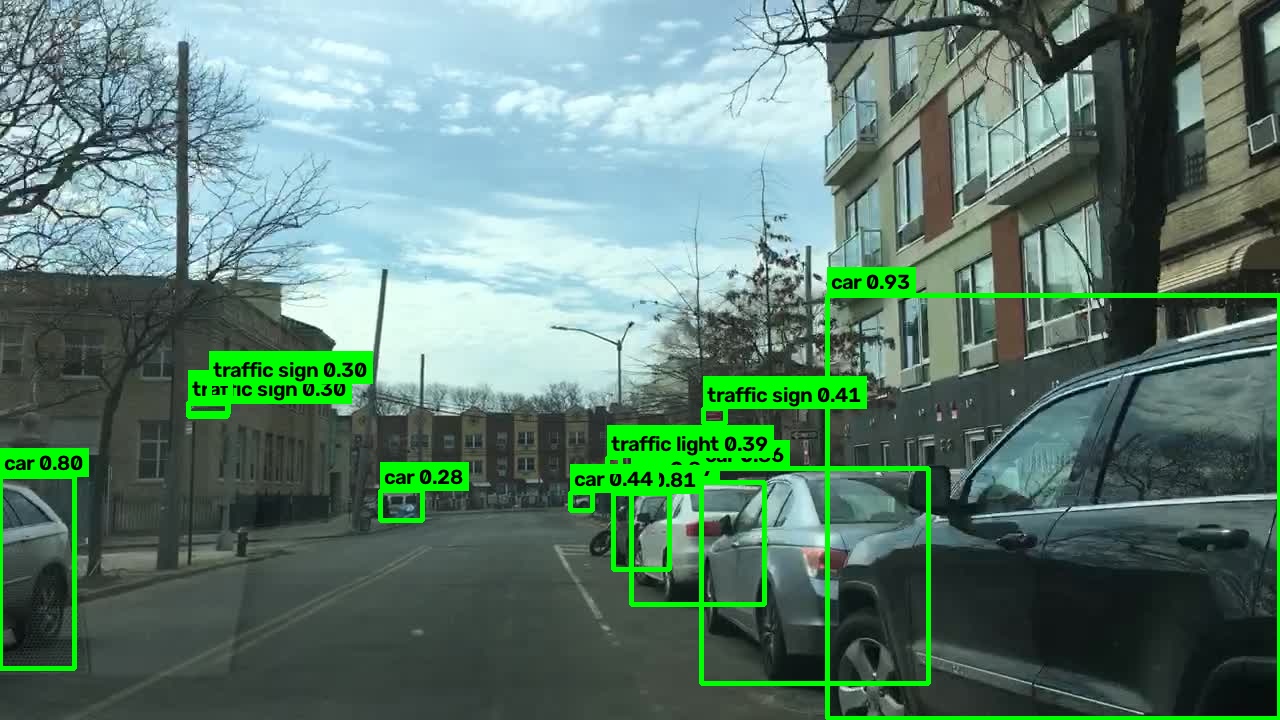 car 0.93
traffic sign 0.30
traffic sign 0.30
traffic sign 0.41
traffic light 0.39
car 0.80
car 0.28
car 0.44
0.81